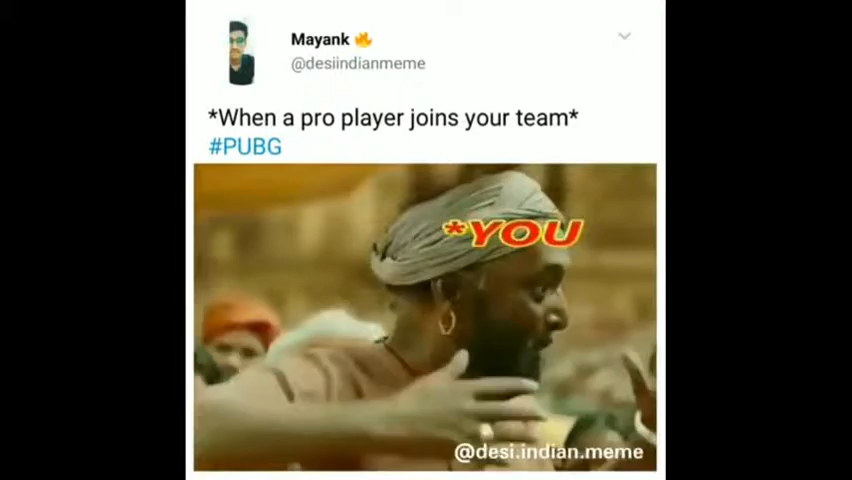 Mayank 🔥
@desiindianmeme
*When a pro player joins your team*
#PUBG
*YOU
@desi.indian.meme